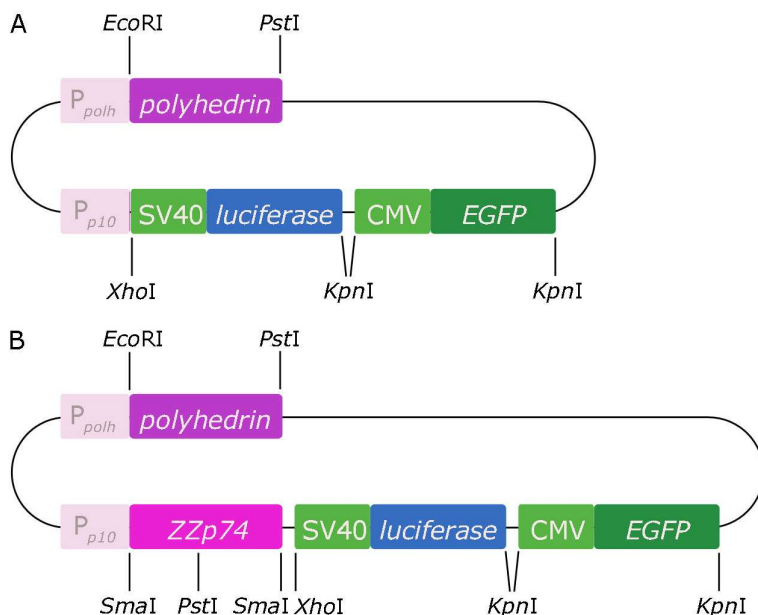 A
EcoRI PstI
Ppolh polyhedrin
Pp10 SV40 luciferase CMV EGFP
XhoI KpnI KpnI
B
EcoRI PstI
Ppolh polyhedrin
Pp10 ZZp74 SV40 luciferase CMV EGFP
SmaI PstI SmaI XhoI KpnI KpnI